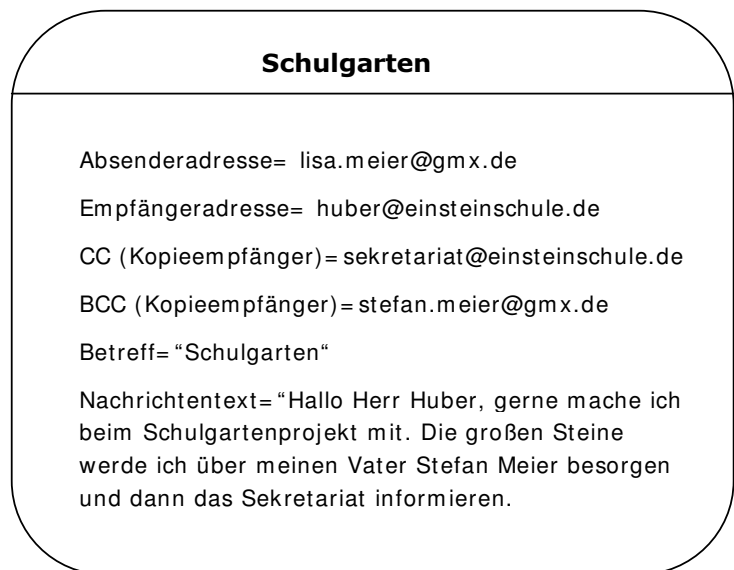 Schulgarten
Absenderadresse= lisa.meier@gmx.de
Empfängeradresse= huber@einsteinschule.de
CC (Kopieempfänger)= sekretariat@einsteinschule.de
BCC (Kopieempfänger)= stefan.meier@gmx.de
Betreff= “Schulgarten“
Nachrichtentext= “Hallo Herr Huber, gerne mache ich
beim Schulgartenprojekt mit. Die großen Steine
werde ich über meinen Vater Stefan Meier besorgen
und dann das Sekretariat informieren.